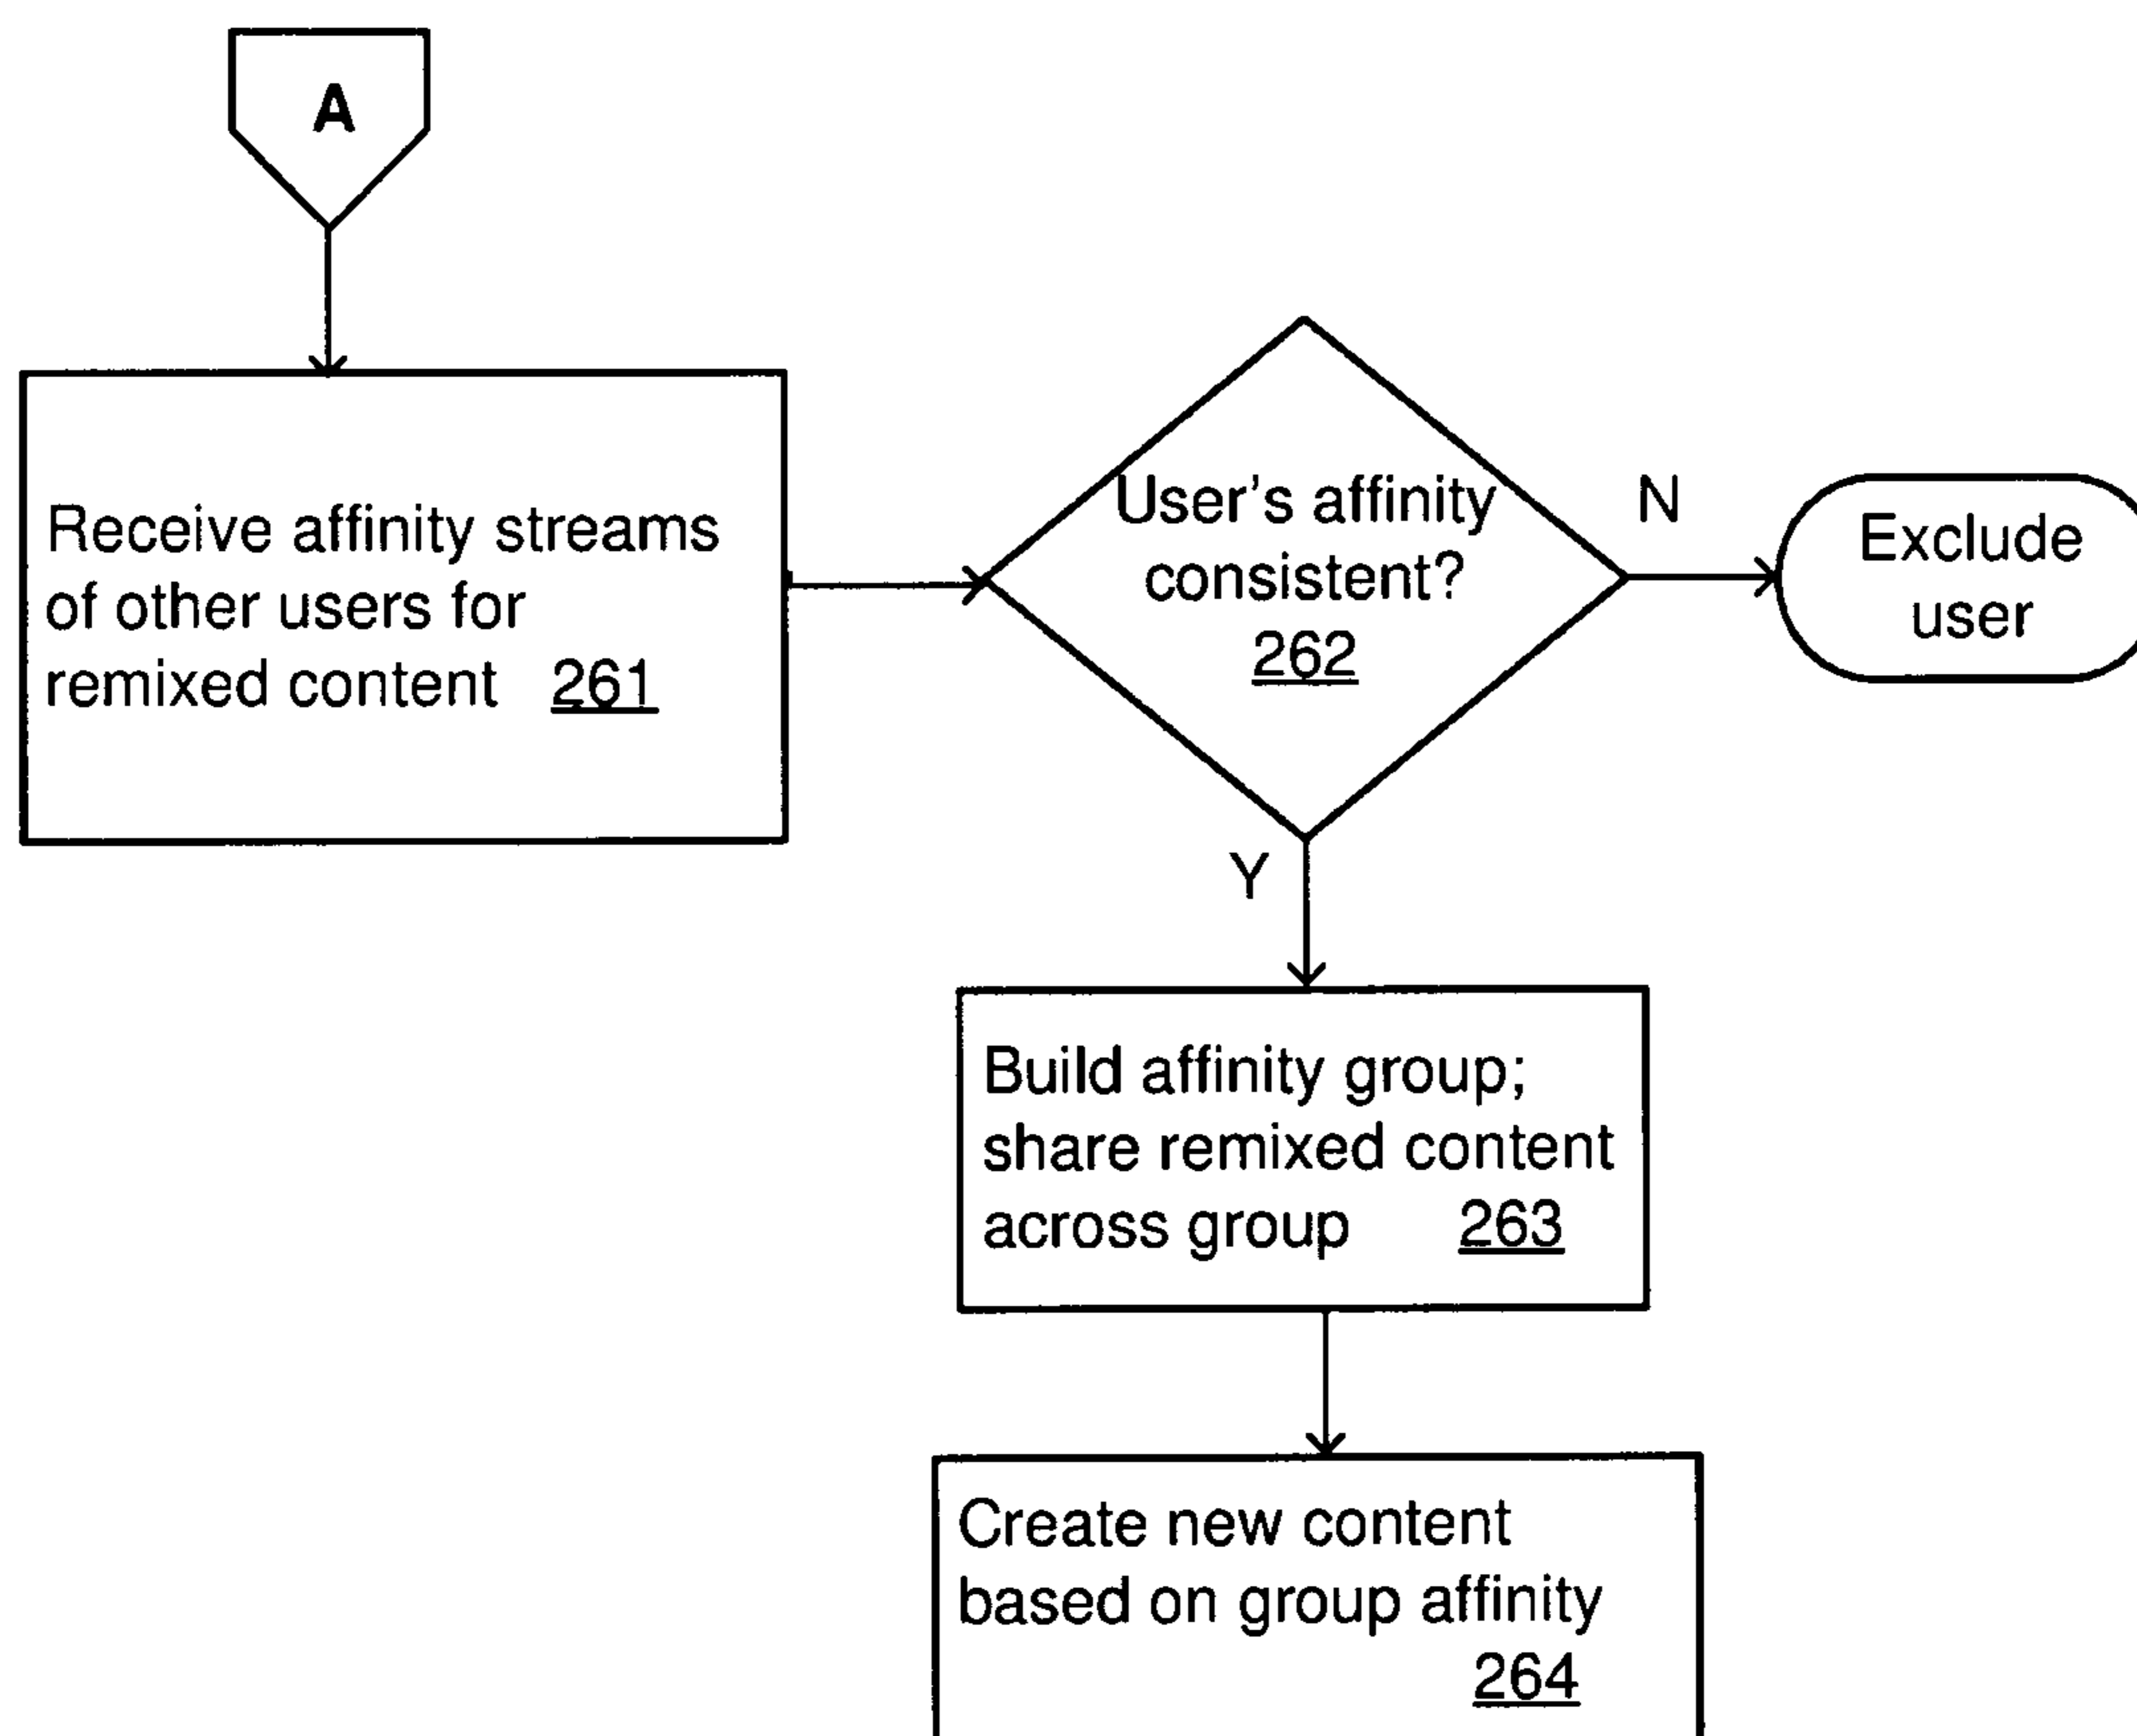 A
Receive affinity streams
of other users for
remixed content 261
User's affinity
consistent?
262
N
Exclude
user
Y
Build affinity group;
share remixed content
across group 263
Create new content
based on group affinity
264